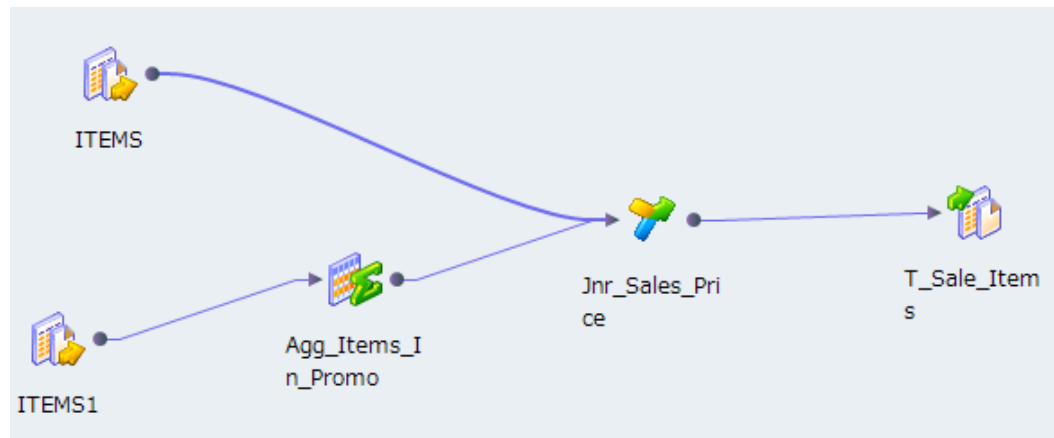 ITEMS
Jnr_Sales_Pri
ce
T_Sale_Item
s
Agg_Items_I
n_Promo
ITEMS1